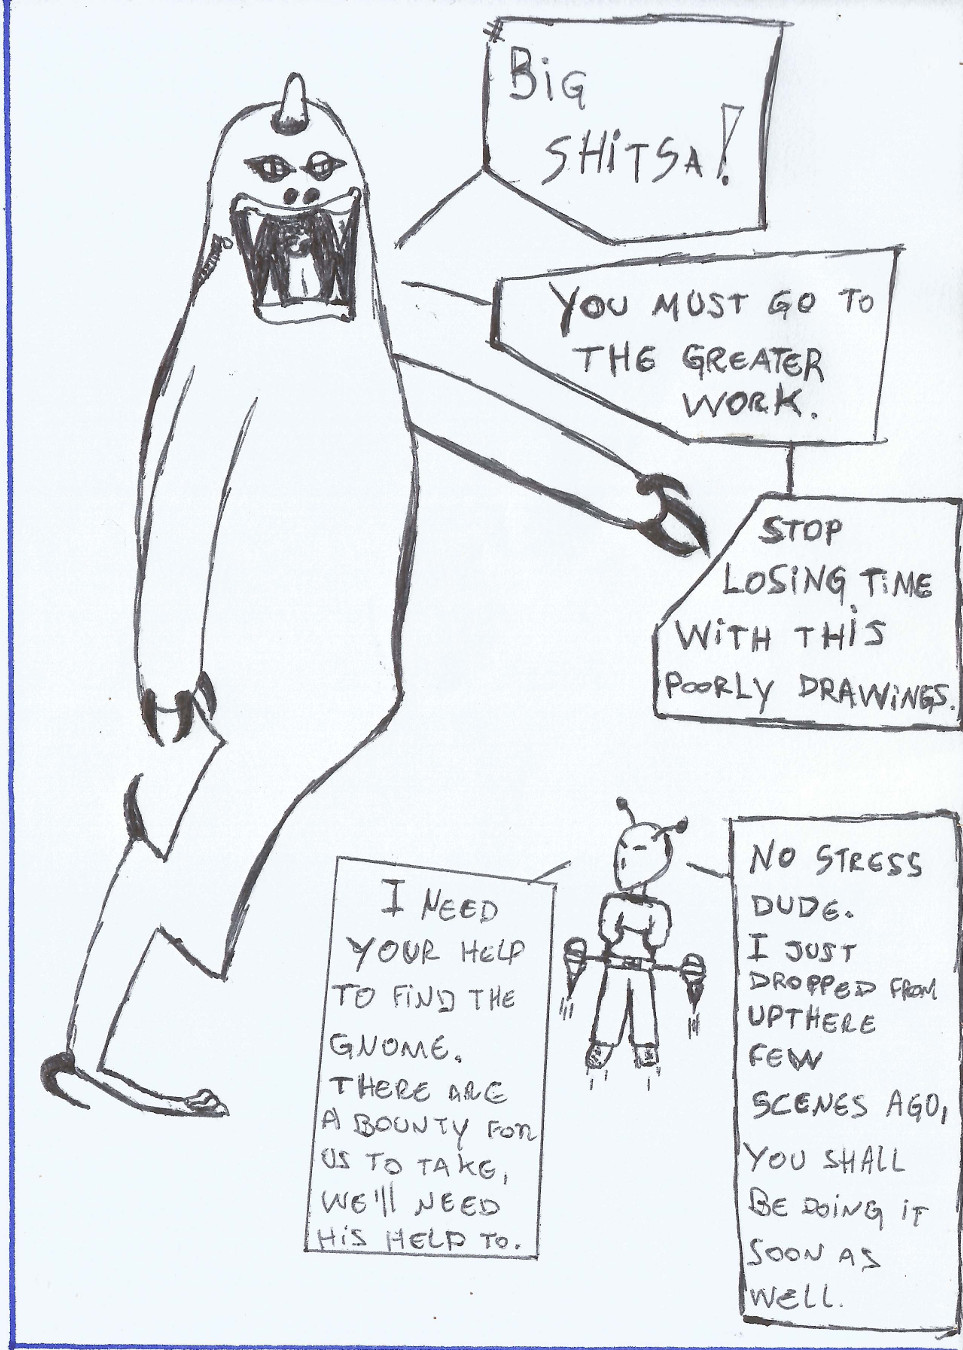 BiG
SHiTSA!
YOU MUST GO TO
THE GREATER
WORK.
STOP
LOSiNG TiME
WiTH THiS
POORLY DRAWiNGS.
NO STRESS
DUDE.
I JUST
DROPPED FROM
UPTHERE
FEW
SCENES AGO,
YOU SHALL
BE DOiNG iT
SOON AS
WELL.
I NEED
YOUR HELP
TO FiND THE
GNOME.
THERE ARE
A BOUNTY FOR
US TO TAKE,
WE'll NEED
HiS HELP TO.